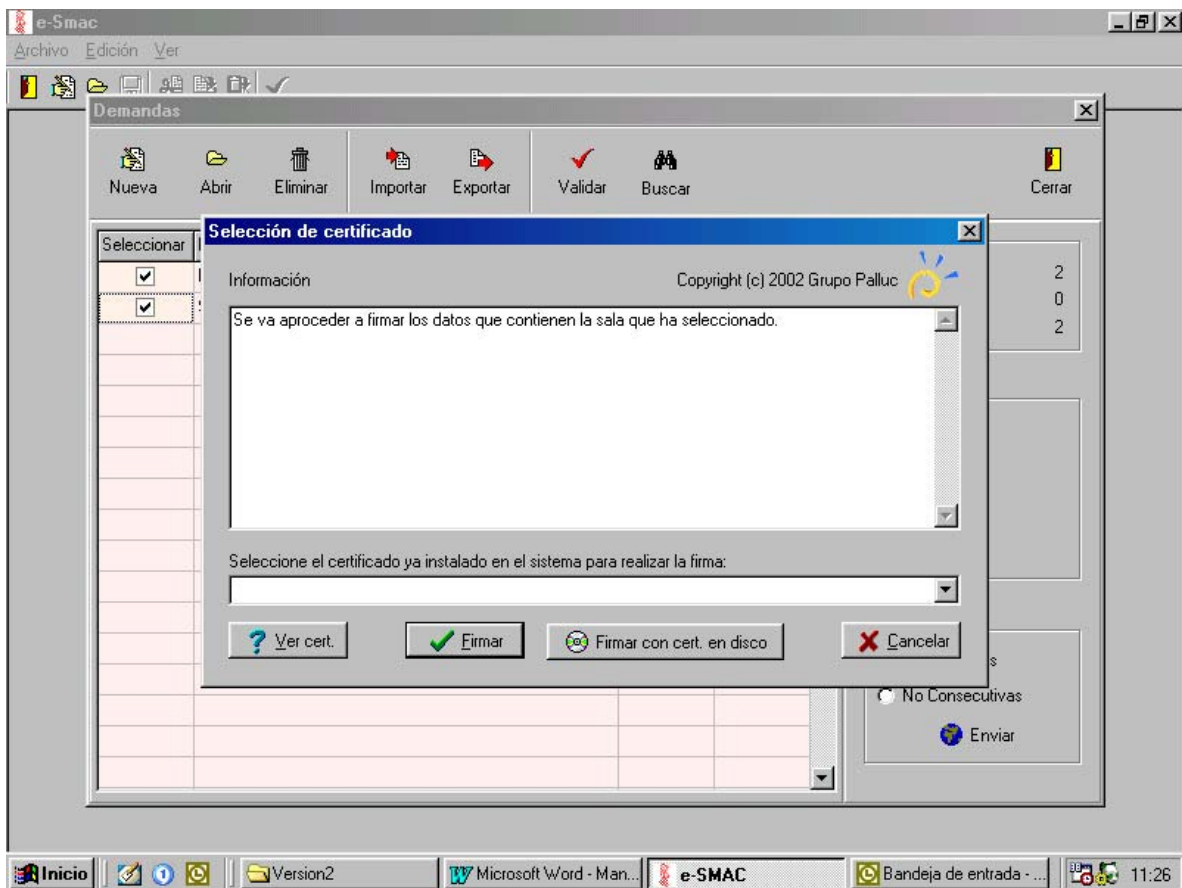 e-Smac
Archivo Edición Ver
Demandas
Nueva Abrir Eliminar Importar Exportar Validar Buscar Cerrar
Seleccionar
Selección de certificado
Información
Copyright (c) 2002 Grupo Palluc
2
0
2
Se va aproceder a firmar los datos que contienen la sala que ha seleccionado.
Seleccione el certificado ya instalado en el sistema para realizar la firma:
Ver cert. Firmar Firmar con cert. en disco Cancelar
No Consecutivas
Enviar
Inicio Version2 Microsoft Word - Man... e-SMAC Bandeja de entrada - ... 11:26